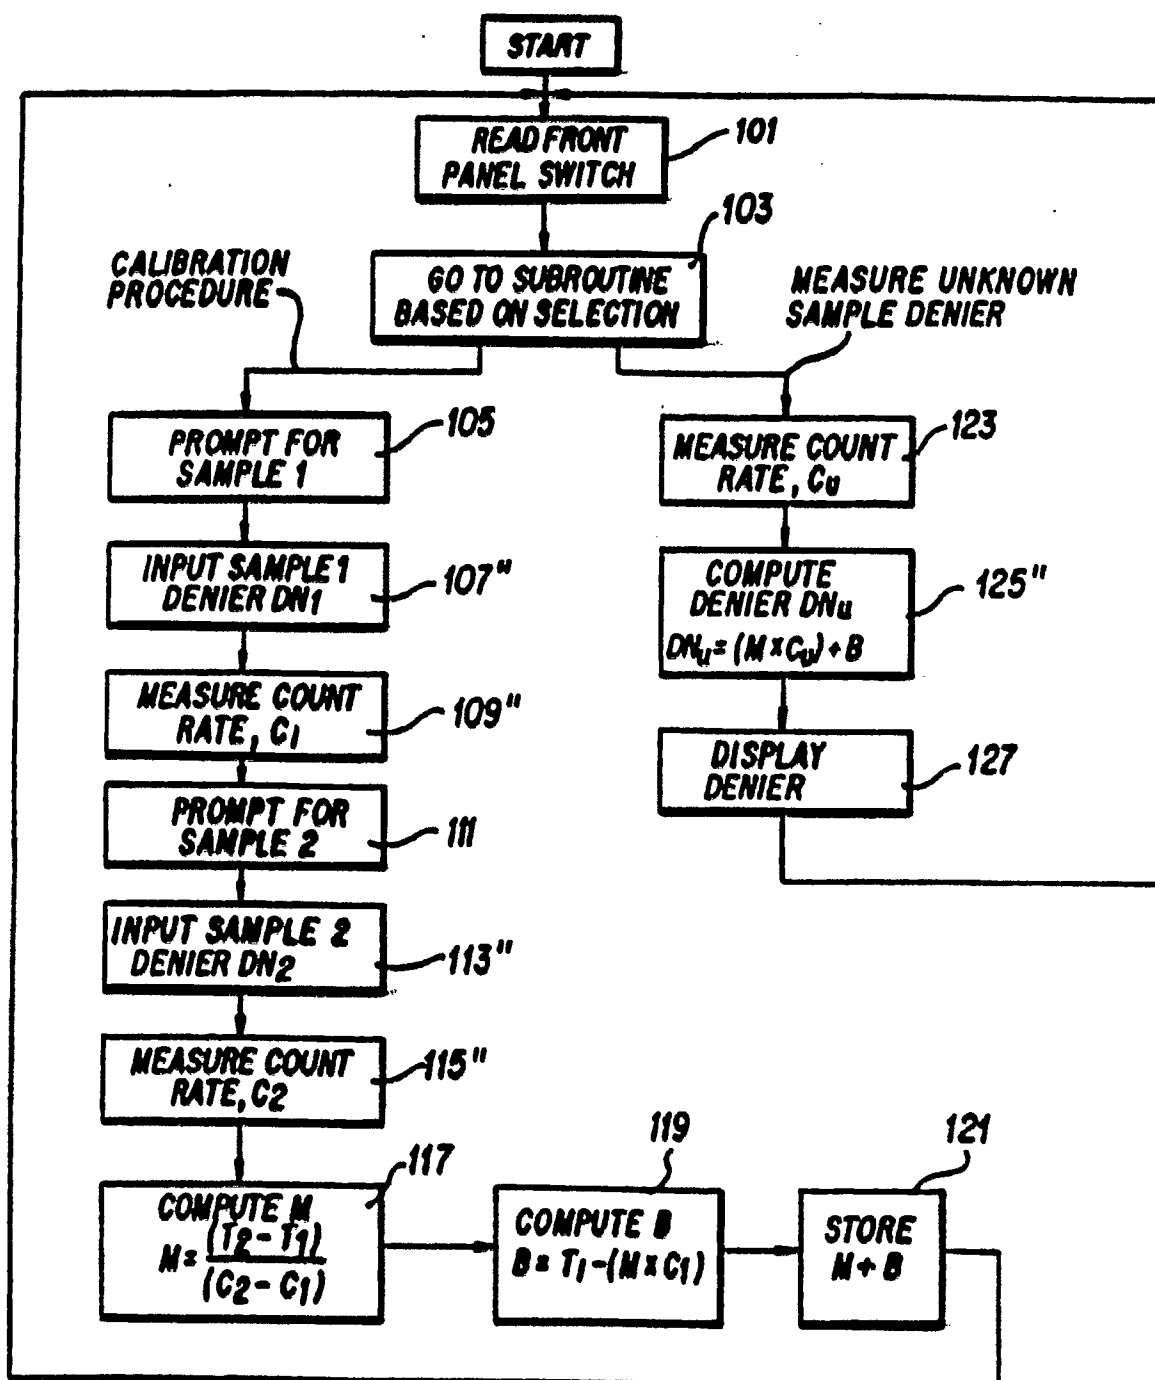 START
READ FRONT
PANEL SWITCH
101
GO TO SUBROUTINE
BASED ON SELECTION
103
CALIBRATION
PROCEDURE
MEASURE UNKNOWN
SAMPLE DENIER
PROMPT FOR
SAMPLE 1
105
INPUT SAMPLE 1
DENIER DN1
107"
MEASURE COUNT
RATE, C1
109"
PROMPT FOR
SAMPLE 2
111
INPUT SAMPLE 2
DENIER DN2
113"
MEASURE COUNT
RATE, C2
115"
COMPUTE M
M = (T2 - T1)
(C2 - C1)
117
COMPUTE B
B = T1 - (M x C1)
119
STORE
M + B
121
MEASURE COUNT
RATE, Cu
123
COMPUTE
DENIER DNu
DNu = (M x Cu) + B
125"
DISPLAY
DENIER
127